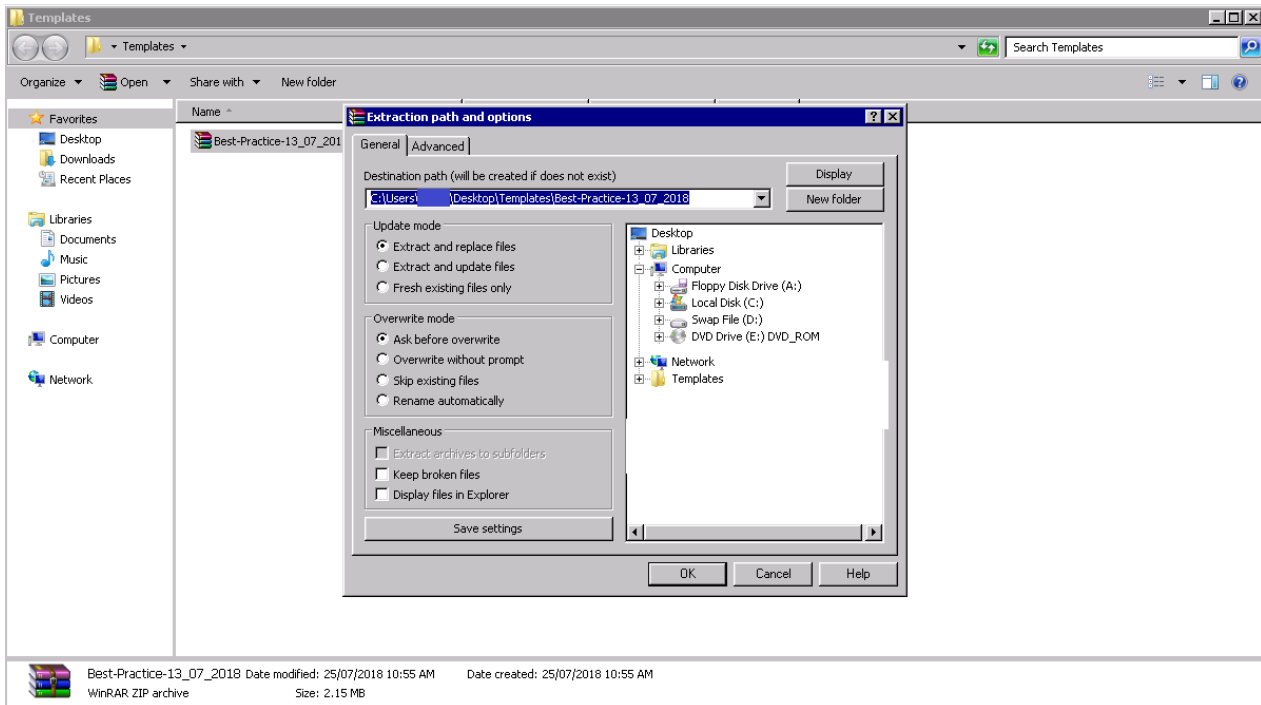 Templates
Templates
Search Templates
Organize
Open
Share with
New folder
Favorites
Desktop
Downloads
Recent Places
Libraries
Documents
Music
Pictures
Videos
Computer
Network
Name
Best-Practice-13_07_201
Extraction path and options
General
Advanced
Destination path (will be created if does not exist)
C:\Users\ \Desktop\Templates\Best-Practice-13_07_2018
Display
New folder
Update mode
Extract and replace files
Extract and update files
Fresh existing files only
Overwrite mode
Ask before overwrite
Overwrite without prompt
Skip existing files
Rename automatically
Miscellaneous
Extract archives to subfolders
Keep broken files
Display files in Explorer
Save settings
Desktop
Libraries
Computer
Floppy Disk Drive (A:)
Local Disk (C:)
Swap File (D:)
DVD Drive (E:) DVD_ROM
Network
Templates
OK
Cancel
Help
Best-Practice-13_07_2018 Date modified: 25/07/2018 10:55 AM Date created: 25/07/2018 10:55 AM
WinRAR ZIP archive Size: 2.15 MB